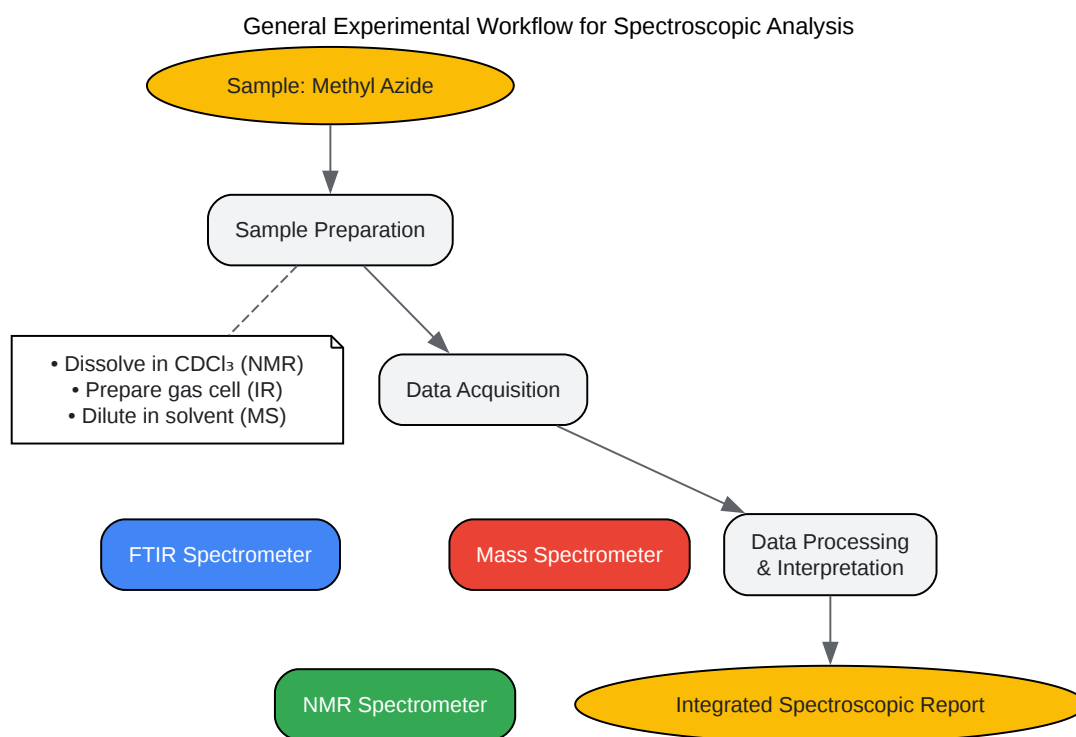 General Experimental Workflow for Spectroscopic Analysis
Sample: Methyl Azide
Sample Preparation
• Dissolve in CDCl₃ (NMR)
• Prepare gas cell (IR)
• Dilute in solvent (MS)
Data Acquisition
FTIR Spectrometer
Mass Spectrometer
Data Processing
& Interpretation
NMR Spectrometer
Integrated Spectroscopic Report